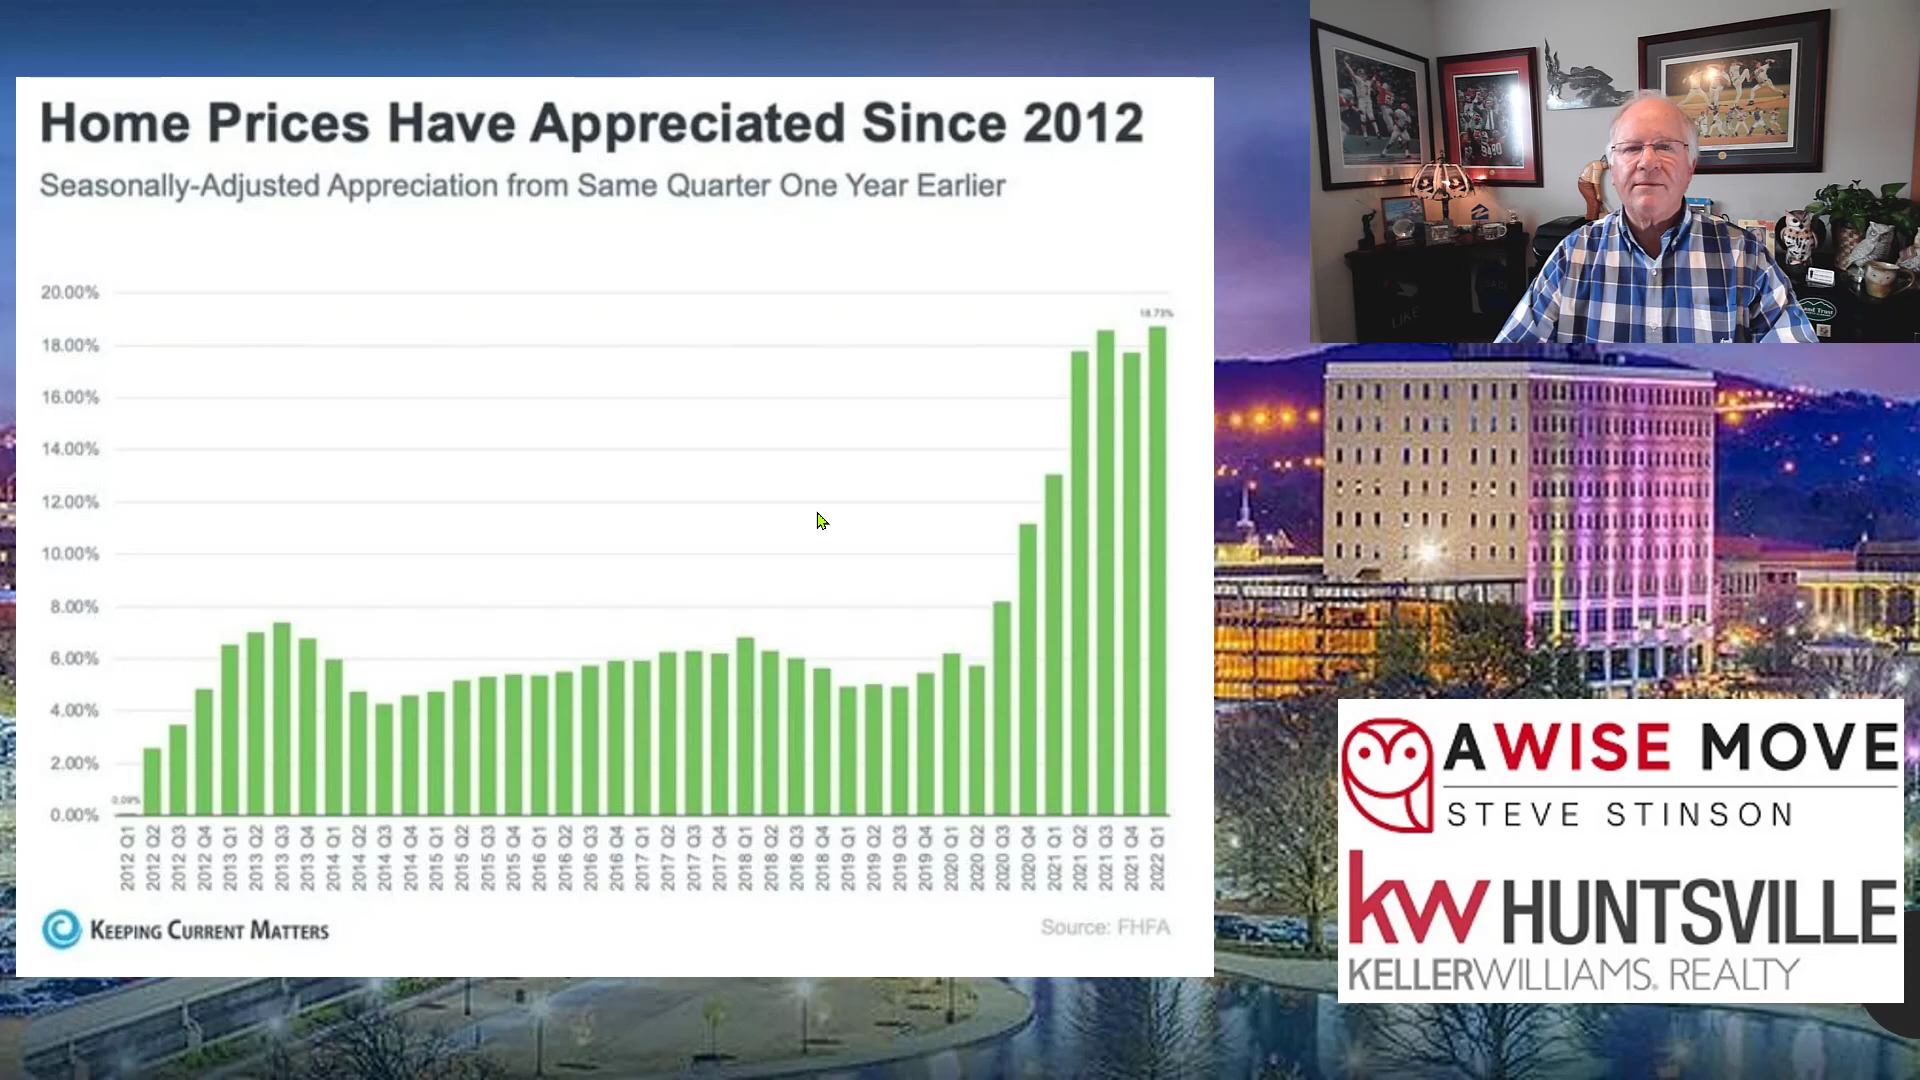 Home Prices Have Appreciated Since 2012
Seasonally-Adjusted Appreciation from Same Quarter One Year Earlier
20.00%
18.00%
16.00%
14.00%
12.00%
10.00%
8.00%
6.00%
4.00%
2.00%
0.00%
0.09%
18.73%
2012 Q1
2012 Q2
2012 Q3
2012 Q4
2013 Q1
2013 Q2
2013 Q3
2013 Q4
2014 Q1
2014 Q2
2014 Q3
2014 Q4
2015 Q1
2015 Q2
2015 Q3
2015 Q4
2016 Q1
2016 Q2
2016 Q3
2016 Q4
2017 Q1
2017 Q2
2017 Q3
2017 Q4
2018 Q1
2018 Q2
2018 Q3
2018 Q4
2019 Q1
2019 Q2
2019 Q3
2019 Q4
2020 Q1
2020 Q2
2020 Q3
2020 Q4
2021 Q1
2021 Q2
2021 Q3
2021 Q4
2022 Q1
KEEPING CURRENT MATTERS
Source: FHFA
LIKE
Trust
A WISE MOVE
STEVE STINSON
kw HUNTSVILLE
KELLERWILLIAMS. REALTY